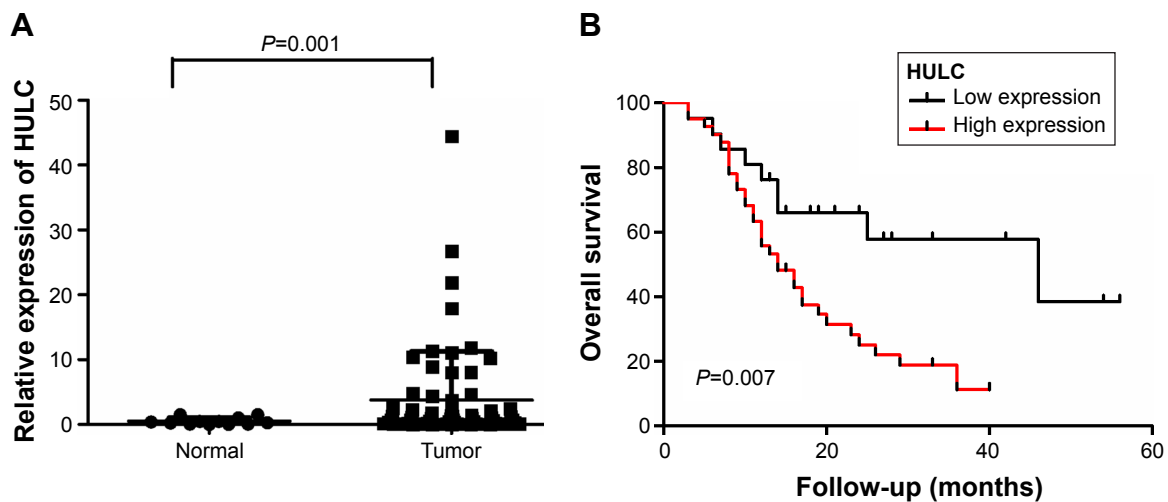 A
P=0.001
Relative expression of HULC
50
40
30
20
10
0
Normal
Tumor
B
HULC
Low expression
High expression
Overall survival
100
80
60
40
20
0
P=0.007
0
20
40
60
Follow-up (months)